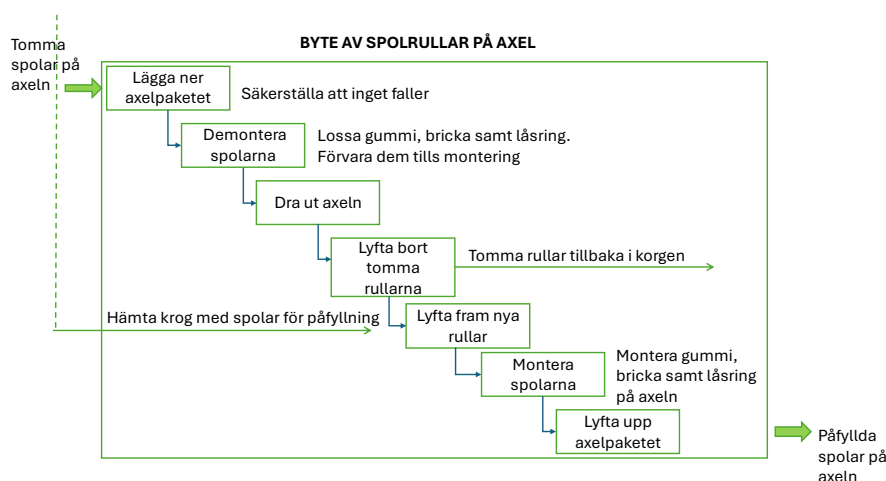 BYTE AV SPOLRULLAR PÅ AXEL
Tomma
spolar på
axeln
Lägga ner
axelpaketet
Säkerställa att inget faller
Demontera
spolarna
Lossa gummi, bricka samt låsring.
Förvara dem tills montering
Dra ut axeln
Lyfta bort
tomma
rullarna
Tomma rullar tillbaka i korgen
Hämta krog med spolar för påfyllning
Lyfta fram nya
rullar
Montera
spolarna
Montera gummi,
bricka samt låsring
på axeln
Lyfta upp
axelpaketet
Påfyllda
spolar på
axeln